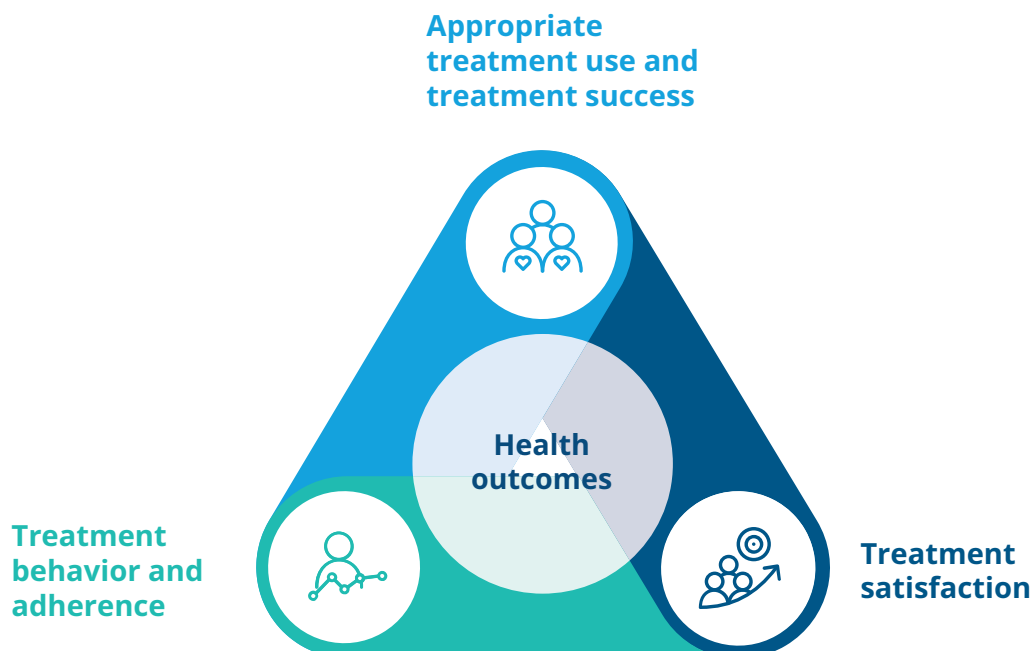 Appropriate
treatment use and
treatment success
Health
outcomes
Treatment
behavior and
adherence
Treatment
satisfaction